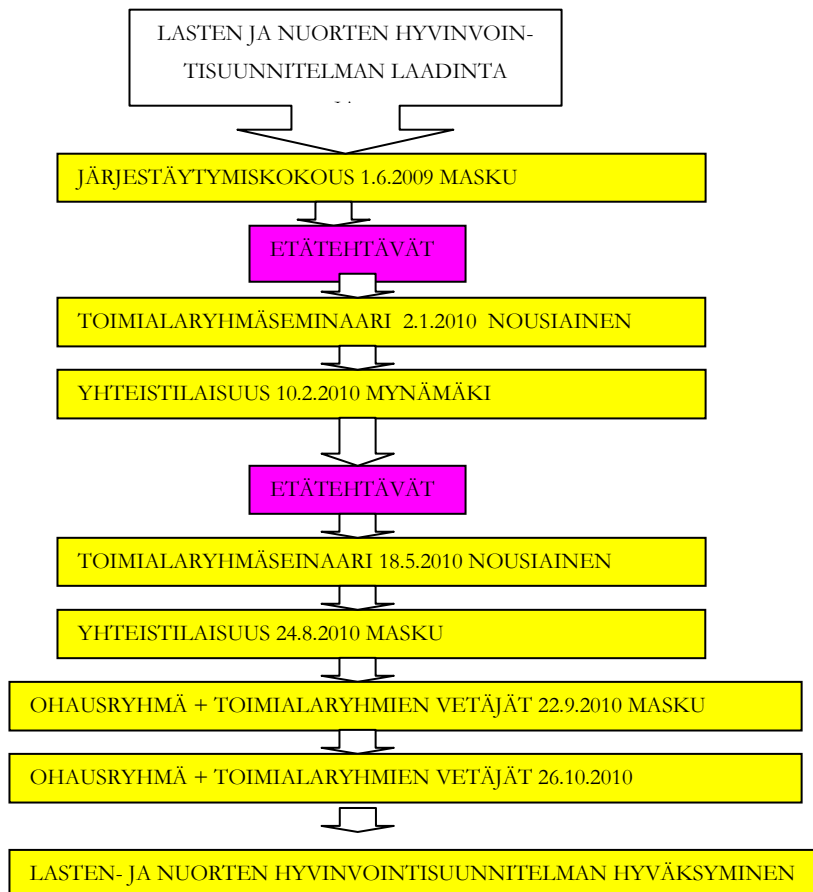 LASTEN JA NUORTEN HYVINVOIN-
TISUUNNITELMAN LAADINTA
JÄRJESTÄYTYMISKOKOUS 1.6.2009 MASKU
ETÄTEHTÄVÄT
TOIMIALARYHMÄSEMINAARI 2.1.2010 NOUSIAINEN
YHTEISTILAISUUS 10.2.2010 MYNÄMÄKI
ETÄTEHTÄVÄT
TOIMIALARYHMÄSEINAARI 18.5.2010 NOUSIAINEN
YHTEISTILAISUUS 24.8.2010 MASKU
OHAUSRYHMÄ + TOIMIALARYHMIEN VETÄJÄT 22.9.2010 MASKU
OHAUSRYHMÄ + TOIMIALARYHMIEN VETÄJÄT 26.10.2010
LASTEN- JA NUORTEN HYVINVOINTISUUNNITELMAN HYVÄKSYMINEN